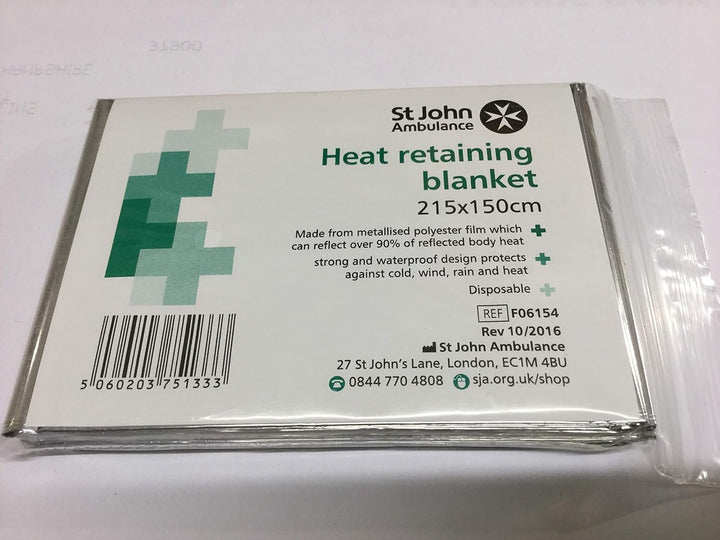 St John
Ambulance
Heat retaining
blanket
215x150cm
Made from metallised polyester film which
can reflect over 90% of reflected body heat
strong and waterproof design protects
against cold, wind, rain and heat
Disposable
REF F06154
Rev 10/2016
St John Ambulance
27 St John's Lane, London, EC1M 4BU
0844 770 4808 sja.org.uk/shop
5 060203 751333